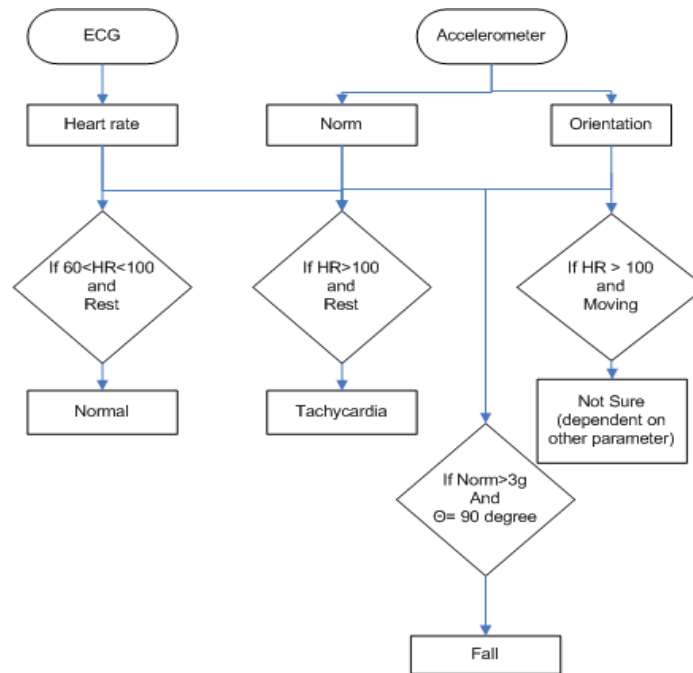 ECG
Accelerometer
Heart rate
Norm
Orientation
If 60<HR<100
and
Rest
If HR>100
and
Rest
If HR > 100
and
Moving
Normal
Tachycardia
Not Sure
(dependent on
other parameter)
If Norm>3g
And
Θ= 90 degree
Fall